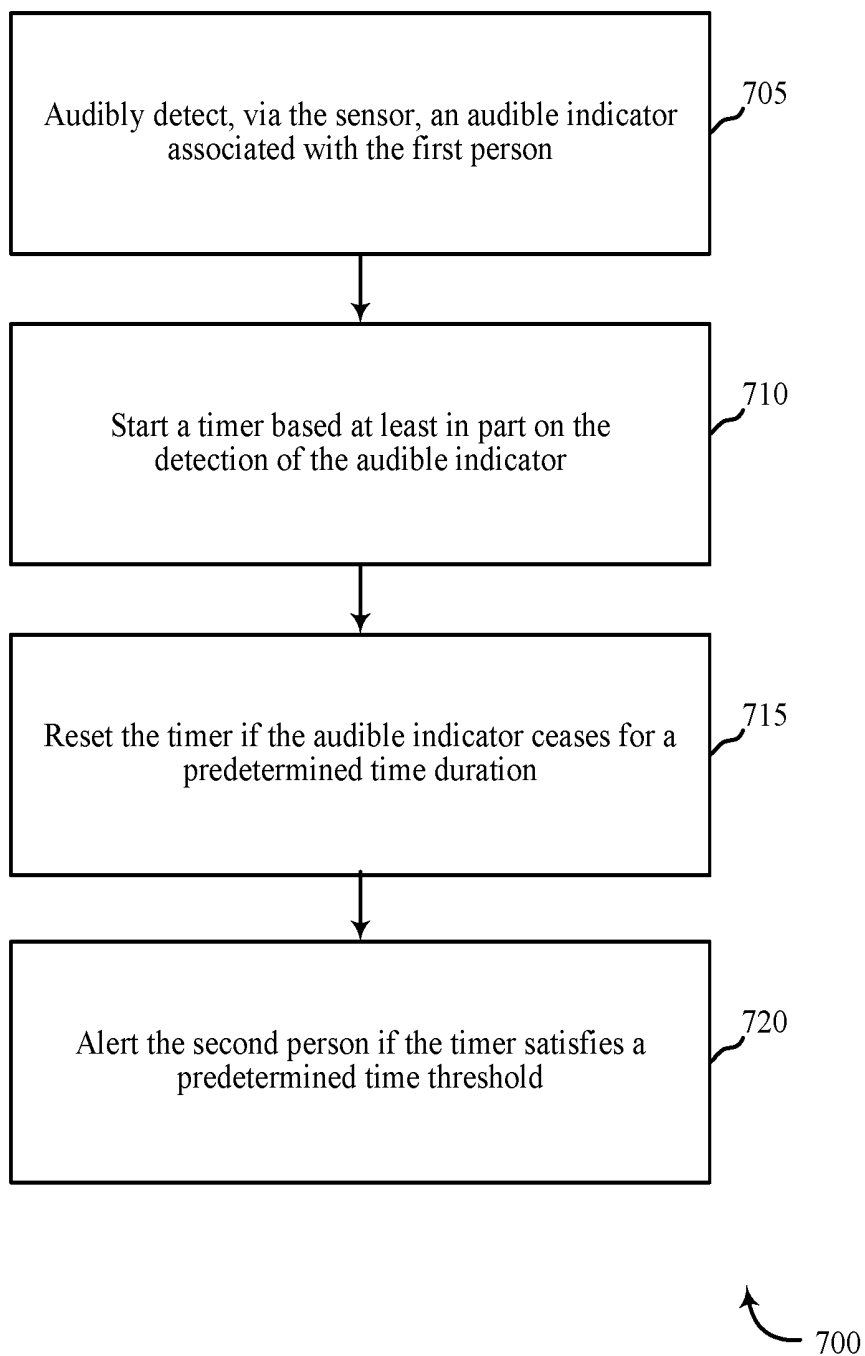 Audibly detect, via the sensor, an audible indicator
associated with the first person
705
Start a timer based at least in part on the
detection of the audible indicator
710
Reset the timer if the audible indicator ceases for a
predetermined time duration
715
Alert the second person if the timer satisfies a
predetermined time threshold
720
700